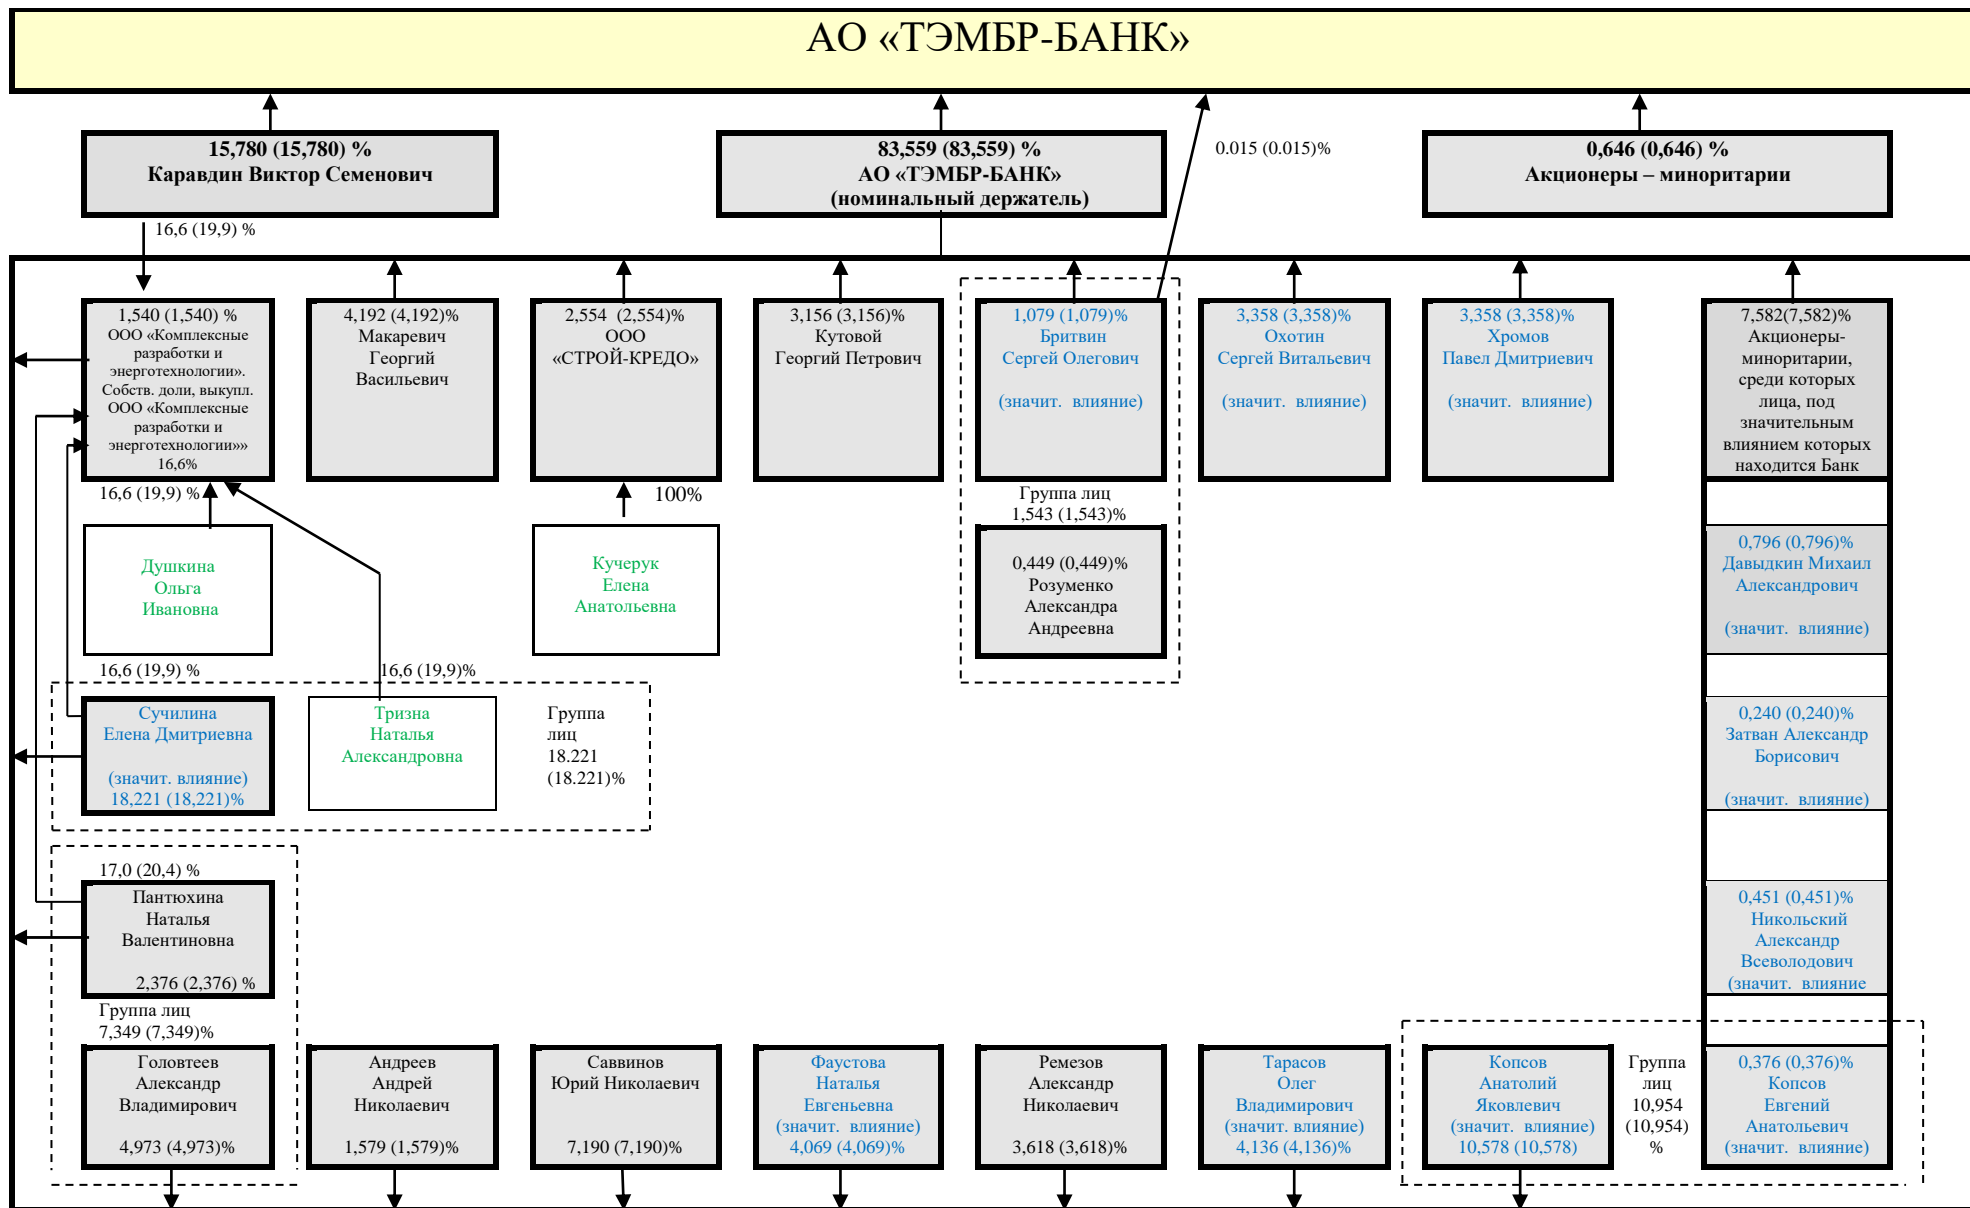 АО «ТЭМБР-БАНК»
15,780 (15,780) %
Каравдин Виктор Семенович
83,559 (83,559) %
АО «ТЭМБР-БАНК»
(номинальный держатель)
0.015 (0.015)%
0,646 (0,646) %
Акционеры – миноритарии
16,6 (19,9) %
1,540 (1,540) %
ООО «Комплексные
разработки и
энерготехнологии».
Собств. доли, выкупл.
ООО «Комплексные
разработки и
энерготехнологии»»
16,6%
4,192 (4,192)%
Макаревич
Георгий
Васильевич
2,554 (2,554)%
ООО
«СТРОЙ-КРЕДО»
3,156 (3,156)%
Кутовой
Георгий Петрович
1,079 (1,079)%
Бритвин
Сергей Олегович
(значит. влияние)
3,358 (3,358)%
Охотин
Сергей Витальевич
(значит. влияние)
3,358 (3,358)%
Хромов
Павел Дмитриевич
(значит. влияние)
7,582(7,582)%
Акционеры-
миноритарии,
среди которых
лица, под
значительным
влиянием которых
находится Банк
16,6 (19,9) %
100%
Группа лиц
1,543 (1,543)%
Душкина
Ольга
Ивановна
Кучерук
Елена
Анатольевна
0,449 (0,449)%
Розуменко
Александра
Андреевна
0,796 (0,796)%
Давыдкин Михаил
Александрович
(значит. влияние)
16,6 (19,9) %
16,6 (19,9)%
Сучилина
Елена Дмитриевна
(значит. влияние)
18,221 (18,221)%
Тризна
Наталья
Александровна
Группа
лиц
18.221
(18.221)%
0,240 (0,240)%
Затван Александр
Борисович
(значит. влияние)
17,0 (20,4) %
Пантюхина
Наталья
Валентиновна
2,376 (2,376) %
0,451 (0,451)%
Никольский
Александр
Всеволодович
(значит. влияние
Группа лиц
7,349 (7,349)%
Головтеев
Александр
Владимирович
4,973 (4,973)%
Андреев
Андрей
Николаевич
1,579 (1,579)%
Саввинов
Юрий Николаевич
7,190 (7,190)%
Фаустова
Наталья
Евгеньевна
(значит. влияние)
4,069 (4,069)%
Ремезов
Александр
Николаевич
3,618 (3,618)%
Тарасов
Олег
Владимирович
(значит. влияние)
4,136 (4,136)%
Копсов
Анатолий
Яковлевич
(значит. влияние)
10,578 (10,578)
Группа
лиц
10,954
(10,954)
%
0,376 (0,376)%
Копсов
Евгений
Анатольевич
(значит. влияние)